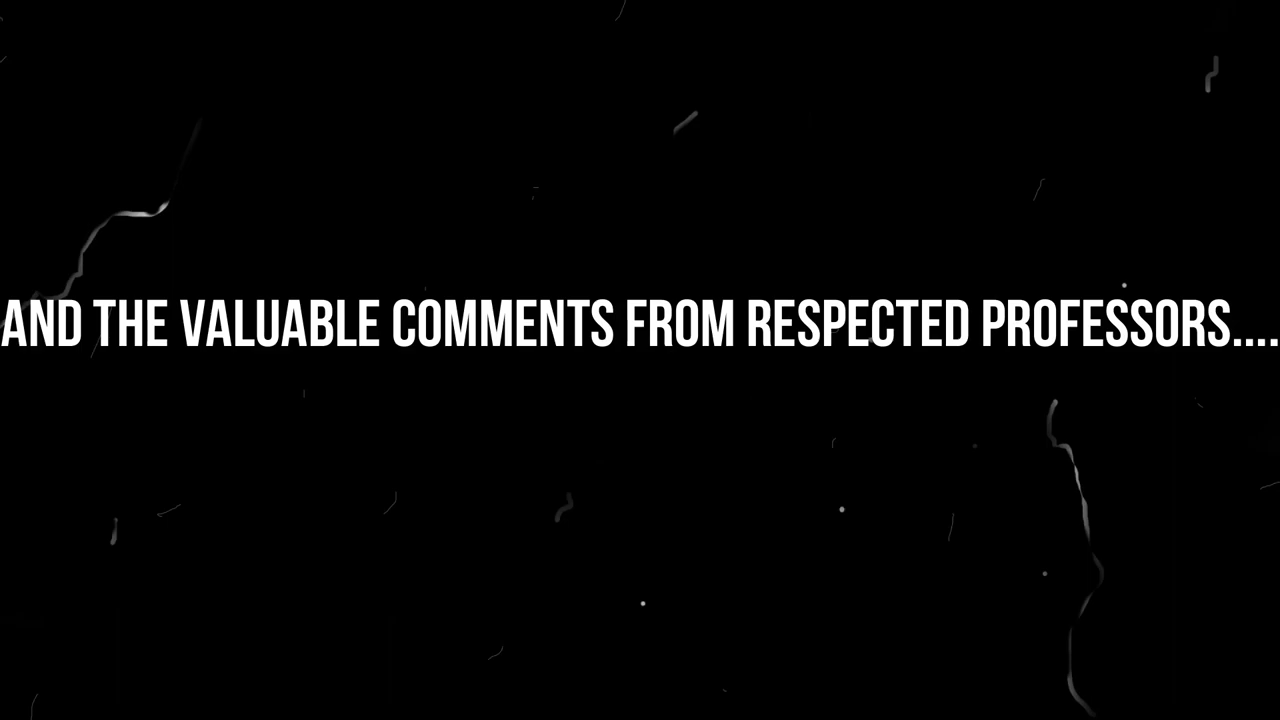 AND THE VALUABLE COMMENTS FROM RESPECTED PROFESSORS....